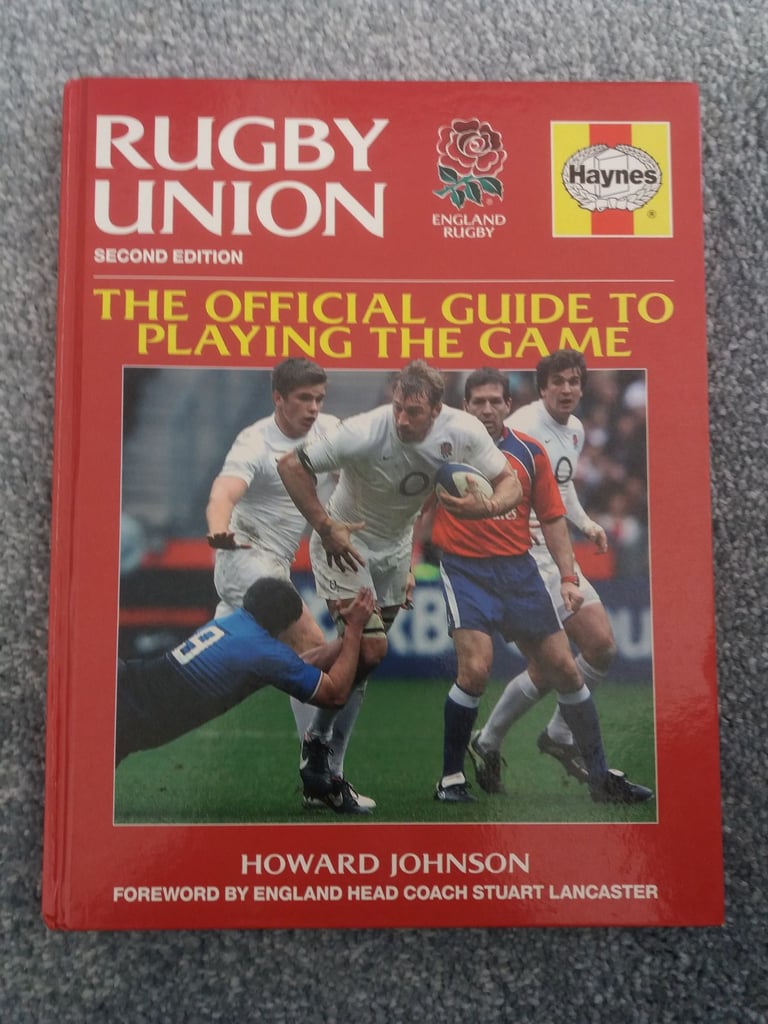 RUGBY
UNION
SECOND EDITION
ENGLAND
RUGBY
Haynes
®
THE OFFICIAL GUIDE TO
PLAYING THE GAME
O
O
9
HOWARD JOHNSON
FOREWORD BY ENGLAND HEAD COACH STUART LANCASTER